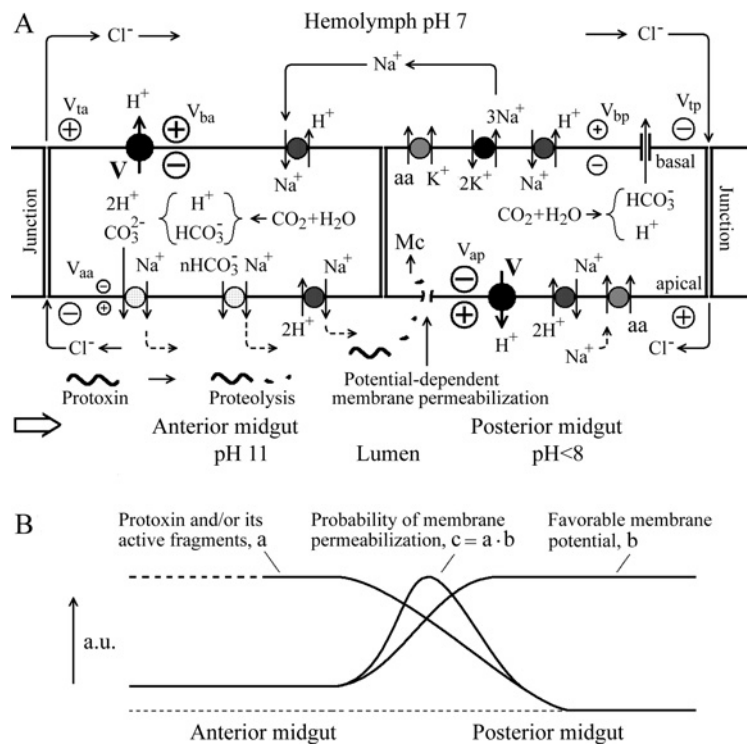 A
Hemolymph pH 7
Cl⁻
Cl⁻
Na⁺
V_ta
H⁺
V_ba
H⁺
3Na⁺
H⁺
V_bp
V_tp
V
Na⁺
aa
K⁺
2K⁺
Na⁺
basal
Junction
2H⁺
CO₃²⁻
H⁺
HCO₃⁻
CO₂+H₂O
CO₂+H₂O
HCO₃⁻
H⁺
Junction
Mc
V_aa
Na⁺
nHCO₃⁻
Na⁺
Na⁺
V_ap
V
Na⁺
apical
2H⁺
H⁺
2H⁺
aa
Cl⁻
Na⁺
Cl⁻
Protoxin
Proteolysis
Potential-dependent
membrane permeabilization
Anterior midgut
pH 11
Lumen
Posterior midgut
pH<8
B
Protoxin and/or its
active fragments, a
Probability of membrane
permeabilization, c = a · b
Favorable membrane
potential, b
a.u.
Anterior midgut
Posterior midgut